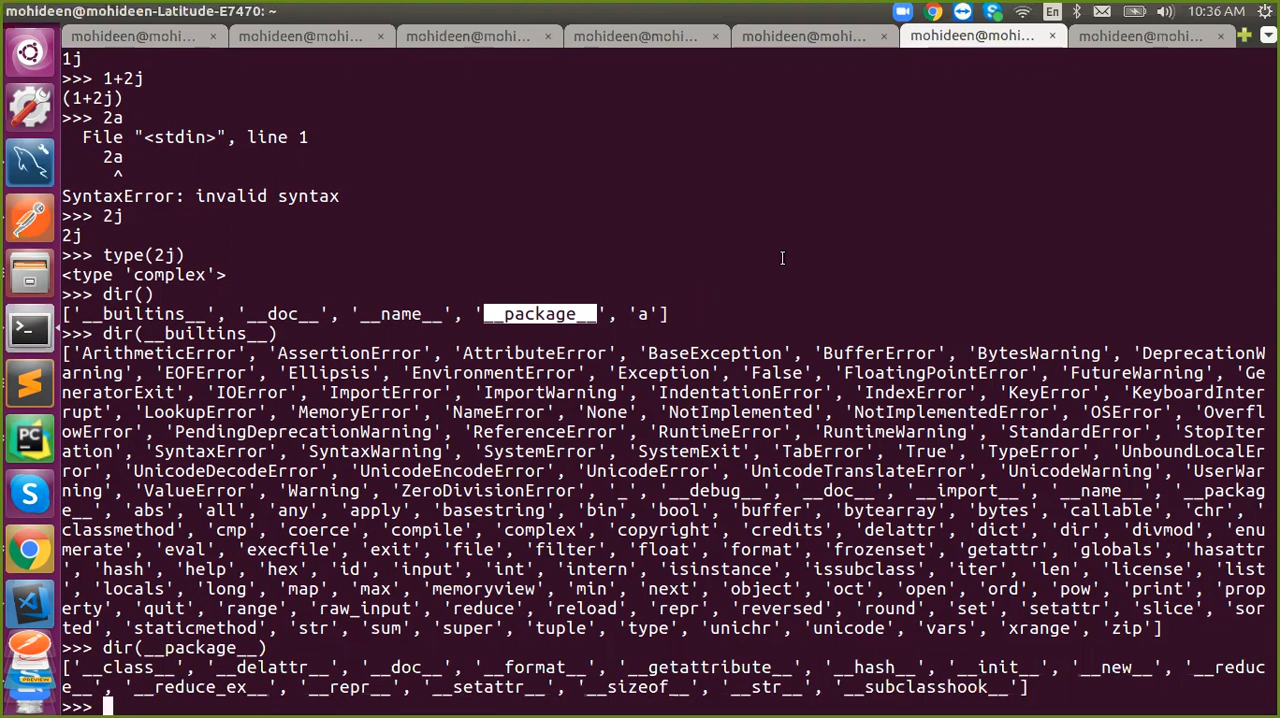 mohideen@mohideen-Latitude-E7470: ~
En
10:36 AM
mohideen@mohi... × mohideen@mohi... × mohideen@mohi... × mohideen@mohi... × mohideen@mohi... × mohideen@mohi... × mohideen@mohi... ×
1j
>>> 1+2j
(1+2j)
>>> 2a
  File "<stdin>", line 1
    2a
     ^
SyntaxError: invalid syntax
>>> 2j
2j
>>> type(2j)
<type 'complex'>
>>> dir()
['__builtins__', '__doc__', '__name__', '__package__', 'a']
>>> dir(__builtins__)
['ArithmeticError', 'AssertionError', 'AttributeError', 'BaseException', 'BufferError', 'BytesWarning', 'DeprecationW
arning', 'EOFError', 'Ellipsis', 'EnvironmentError', 'Exception', 'False', 'FloatingPointError', 'FutureWarning', 'Ge
neratorExit', 'IOError', 'ImportError', 'ImportWarning', 'IndentationError', 'IndexError', 'KeyError', 'KeyboardInter
rupt', 'LookupError', 'MemoryError', 'NameError', 'None', 'NotImplemented', 'NotImplementedError', 'OSError', 'Overfl
owError', 'PendingDeprecationWarning', 'ReferenceError', 'RuntimeError', 'RuntimeWarning', 'StandardError', 'StopIter
ation', 'SyntaxError', 'SyntaxWarning', 'SystemError', 'SystemExit', 'TabError', 'True', 'TypeError', 'UnboundLocalEr
ror', 'UnicodeDecodeError', 'UnicodeEncodeError', 'UnicodeError', 'UnicodeTranslateError', 'UnicodeWarning', 'UserWar
ning', 'ValueError', 'Warning', 'ZeroDivisionError', '_', '__debug__', '__doc__', '__import__', '__name__', '__packag
e__', 'abs', 'all', 'any', 'apply', 'basestring', 'bin', 'bool', 'buffer', 'bytearray', 'bytes', 'callable', 'chr', '
classmethod', 'cmp', 'coerce', 'compile', 'complex', 'copyright', 'credits', 'delattr', 'dict', 'dir', 'divmod', 'enu
merate', 'eval', 'execfile', 'exit', 'file', 'filter', 'float', 'format', 'frozenset', 'getattr', 'globals', 'hasattr
', 'hash', 'help', 'hex', 'id', 'input', 'int', 'intern', 'isinstance', 'issubclass', 'iter', 'len', 'license', 'list
', 'locals', 'long', 'map', 'max', 'memoryview', 'min', 'next', 'object', 'oct', 'open', 'ord', 'pow', 'print', 'prop
erty', 'quit', 'range', 'raw_input', 'reduce', 'reload', 'repr', 'reversed', 'round', 'set', 'setattr', 'slice', 'sor
ted', 'staticmethod', 'str', 'sum', 'super', 'tuple', 'type', 'unichr', 'unicode', 'vars', 'xrange', 'zip']
>>> dir(__package__)
['__class__', '__delattr__', '__doc__', '__format__', '__getattribute__', '__hash__', '__init__', '__new__', '__reduc
e__', '__reduce_ex__', '__repr__', '__setattr__', '__sizeof__', '__str__', '__subclasshook__']
>>>